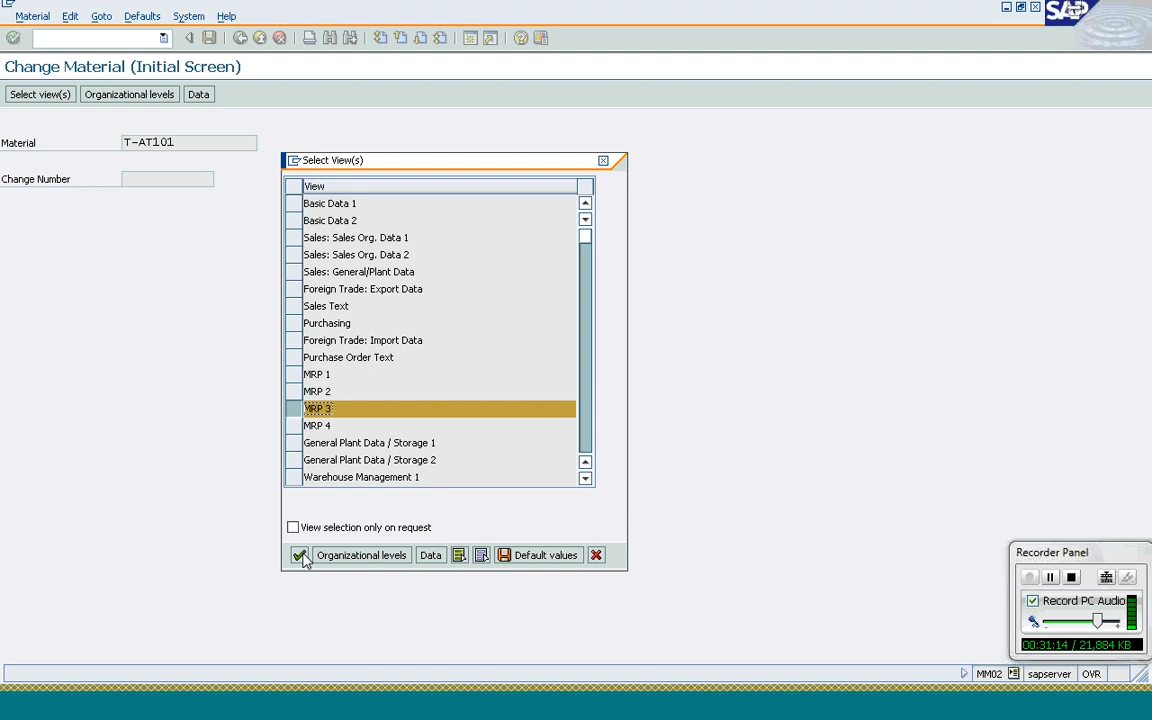 Material Edit Goto Defaults System Help
SAP
Change Material (Initial Screen)
Select view(s) Organizational levels Data
Material T-AT101
Change Number
Select View(s)
View
Basic Data 1
Basic Data 2
Sales: Sales Org. Data 1
Sales: Sales Org. Data 2
Sales: General/Plant Data
Foreign Trade: Export Data
Sales Text
Purchasing
Foreign Trade: Import Data
Purchase Order Text
MRP 1
MRP 2
MRP 3
MRP 4
General Plant Data / Storage 1
General Plant Data / Storage 2
Warehouse Management 1
View selection only on request
Organizational levels Data Default values
Recorder Panel
Record PC Audio
00:31:14 / 21,884 KB
MM02 sapserver OVR